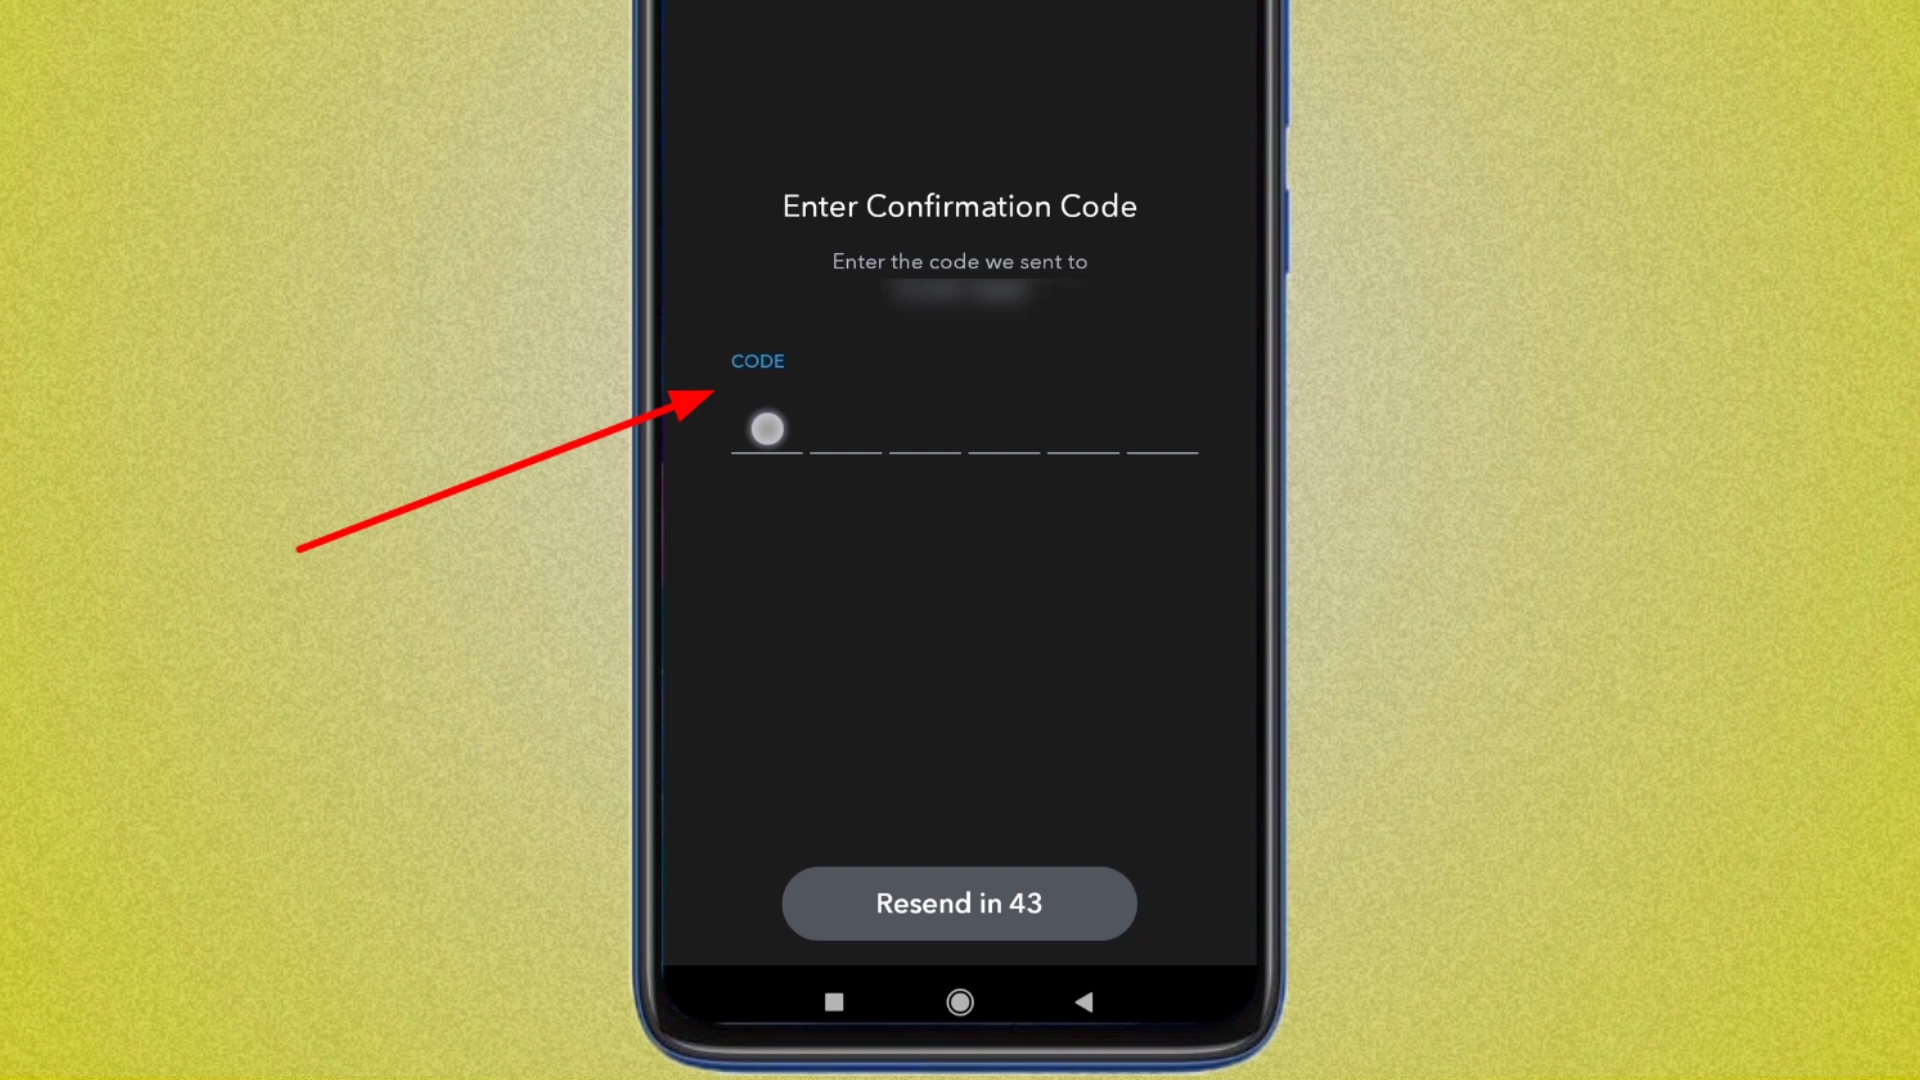 Enter Confirmation Code
Enter the code we sent to
CODE
Resend in 43